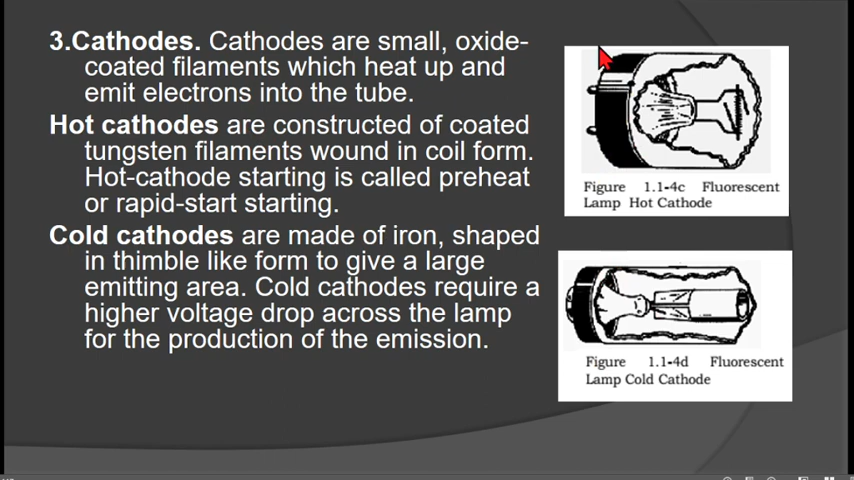 3.Cathodes. Cathodes are small, oxide-
coated filaments which heat up and
emit electrons into the tube.
Hot cathodes are constructed of coated
tungsten filaments wound in coil form.
Hot-cathode starting is called preheat
or rapid-start starting.
Cold cathodes are made of iron, shaped
in thimble like form to give a large
emitting area. Cold cathodes require a
higher voltage drop across the lamp
for the production of the emission.
Figure 1.1-4c Fluorescent
Lamp Hot Cathode
Figure 1.1-4d Fluorescent
Lamp Cold Cathode